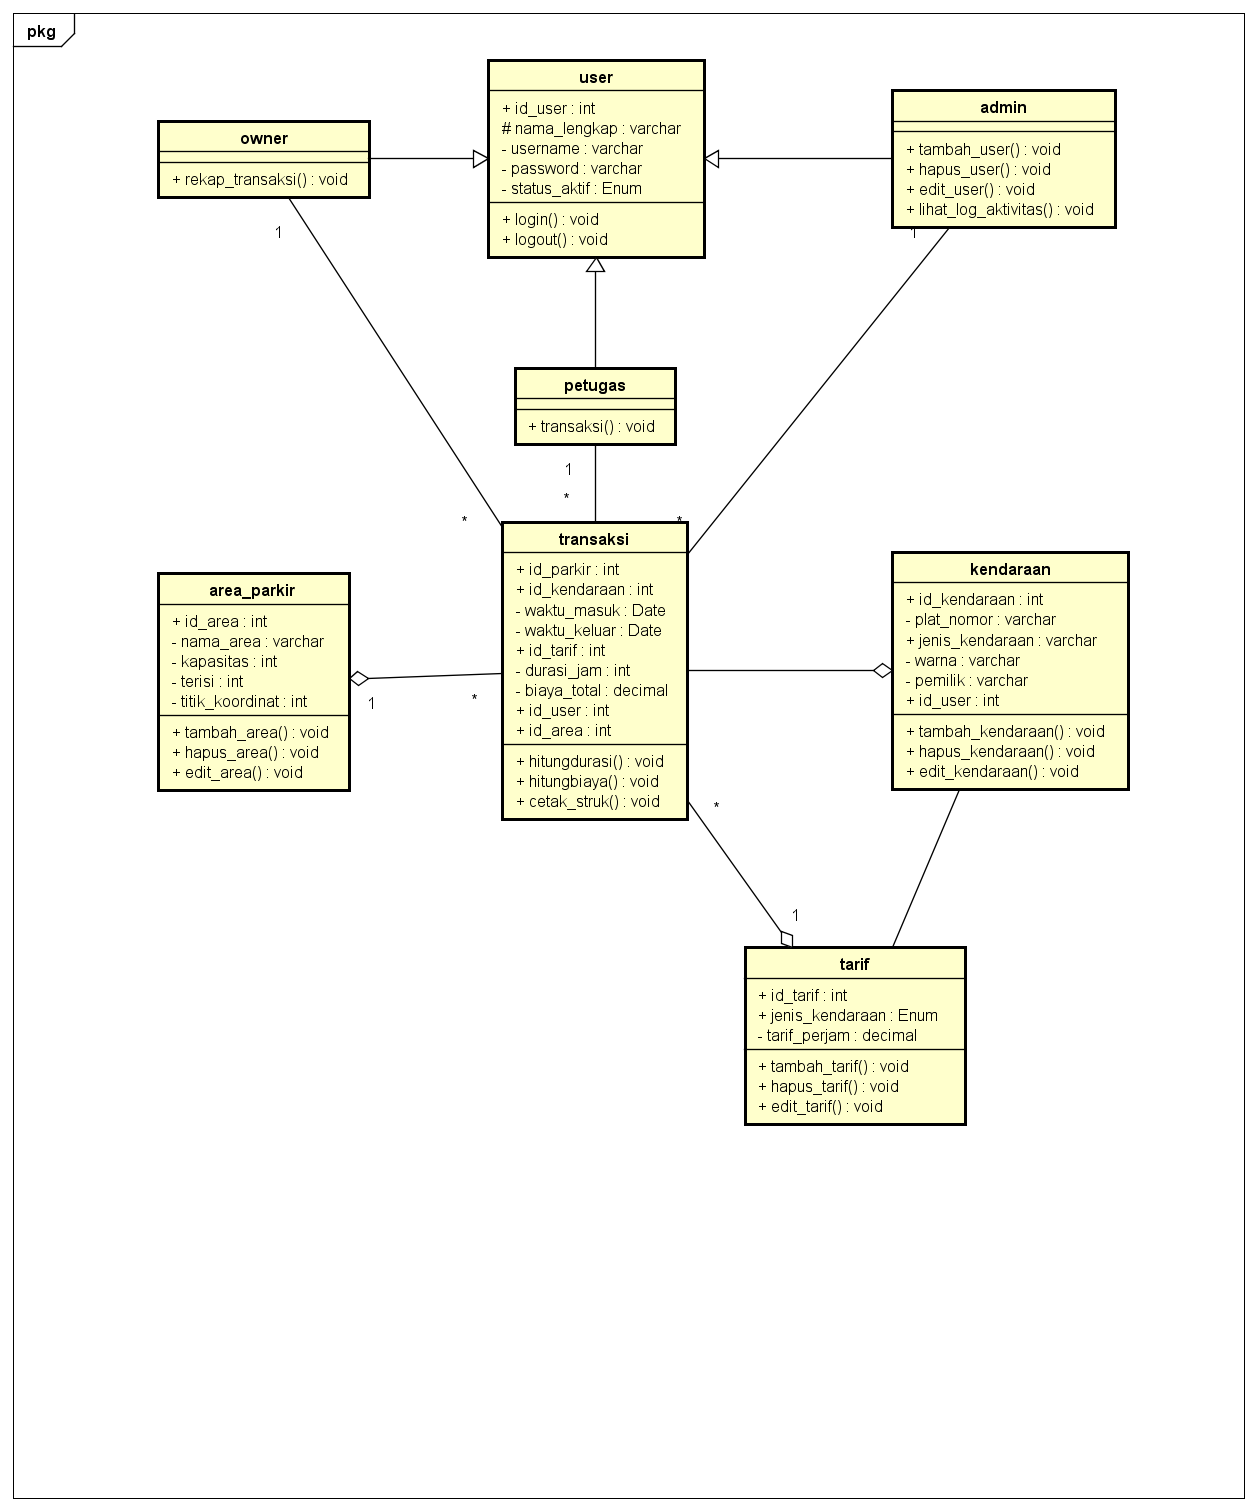 pkg
user
+ id_user : int
# nama_lengkap : varchar
- username : varchar
- password : varchar
- status_aktif : Enum
+ login() : void
+ logout() : void
owner
+ rekap_transaksi() : void
admin
+ tambah_user() : void
+ hapus_user() : void
+ edit_user() : void
+ lihat_log_aktivitas() : void
1
1
petugas
+ transaksi() : void
1
*
*
*
transaksi
+ id_parkir : int
+ id_kendaraan : int
- waktu_masuk : Date
- waktu_keluar : Date
+ id_tarif : int
- durasi_jam : int
- biaya_total : decimal
+ id_user : int
+ id_area : int
+ hitungdurasi() : void
+ hitungbiaya() : void
+ cetak_struk() : void
area_parkir
+ id_area : int
- nama_area : varchar
- kapasitas : int
- terisi : int
- titik_koordinat : int
+ tambah_area() : void
+ hapus_area() : void
+ edit_area() : void
1
*
kendaraan
+ id_kendaraan : int
- plat_nomor : varchar
+ jenis_kendaraan : varchar
- warna : varchar
- pemilik : varchar
+ id_user : int
+ tambah_kendaraan() : void
+ hapus_kendaraan() : void
+ edit_kendaraan() : void
*
1
tarif
+ id_tarif : int
+ jenis_kendaraan : Enum
- tarif_perjam : decimal
+ tambah_tarif() : void
+ hapus_tarif() : void
+ edit_tarif() : void